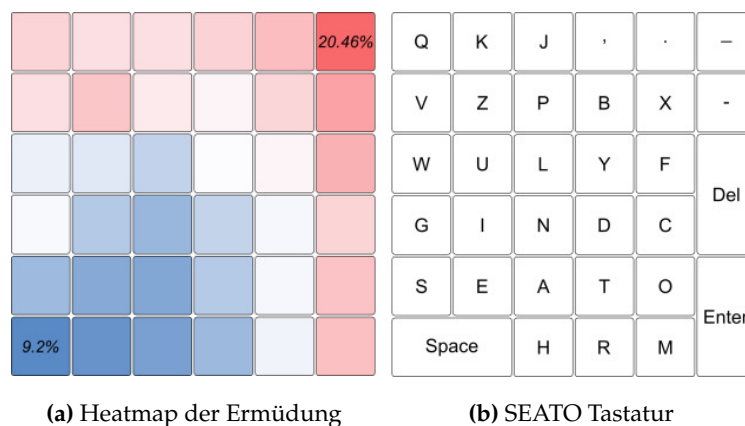 20.46%
9.2%
Q K J , . –
V Z P B X -
W U L Y F
Del
G I N D C
S E A T O
Enter
Space H R M
(a) Heatmap der Ermüdung
(b) SEATO Tastatur